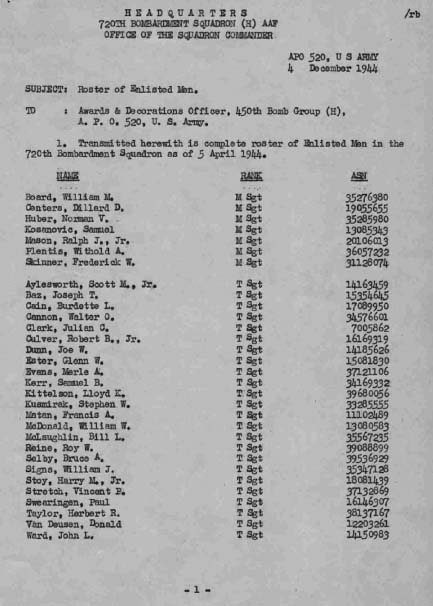 HEADQUARTERS
/rb
720TH BOMBARDMENT SQUADRON (H) AAF
OFFICE OF THE SQUADRON COMMANDER
APO 520, U S ARMY
4 December 1944
SUBJECT: Roster of Enlisted Men.
TO : Awards & Decorations Officer, 450th Bomb Group (H),
A. P. O. 520, U. S. Army.
1. Transmitted herewith is complete roster of Enlisted Men in the
720th Bombardment Squadron as of 5 April 1944.
NAME RANK ASN
Board, William M. M Sgt 35276380
Centers, Dillard D. M Sgt 19055655
Huber, Norman V. M Sgt 35285980
Kosanovic, Samuel M Sgt 13085343
Mason, Ralph J., Jr. M Sgt 20106013
Plentis, Withold A. M Sgt 36057232
Skinner, Frederick W. M Sgt 31128074
Aylesworth, Scott M., Jr. T Sgt 14163459
Baz, Joseph T. T Sgt 15354645
Cain, Burdette L. T Sgt 17089950
Cannon, Walter O. T Sgt 34576601
Clark, Julian C. T Sgt 7005862
Culver, Robert B., Jr. T Sgt 16169319
Dunn, Joe W. T Sgt 14185626
Ester, Glenn W. T Sgt 15081830
Evans, Merle A. T Sgt 37121106
Kerr, Samuel B. T Sgt 34169332
Kittelson, Lloyd K. T Sgt 39680056
Kusmirak, Stephen W. T Sgt 33285555
Matan, Francis A. T Sgt 11102489
McDonald, William W. T Sgt 13080583
McLaughlin, Bill L. T Sgt 35567235
Reine, Roy W. T Sgt 39088899
Selby, Bruce A. T Sgt 39536929
Signs, William J. T Sgt 35347128
Stoy, Harry M., Jr. T Sgt 18081439
Stretch, Vincent P. T Sgt 37132869
Swearingen, Paul T Sgt 16146307
Taylor, Herbert R. T Sgt 38137167
Van Deusen, Donald T Sgt 12203261
Ward, John L. T Sgt 14150983
- 1 -